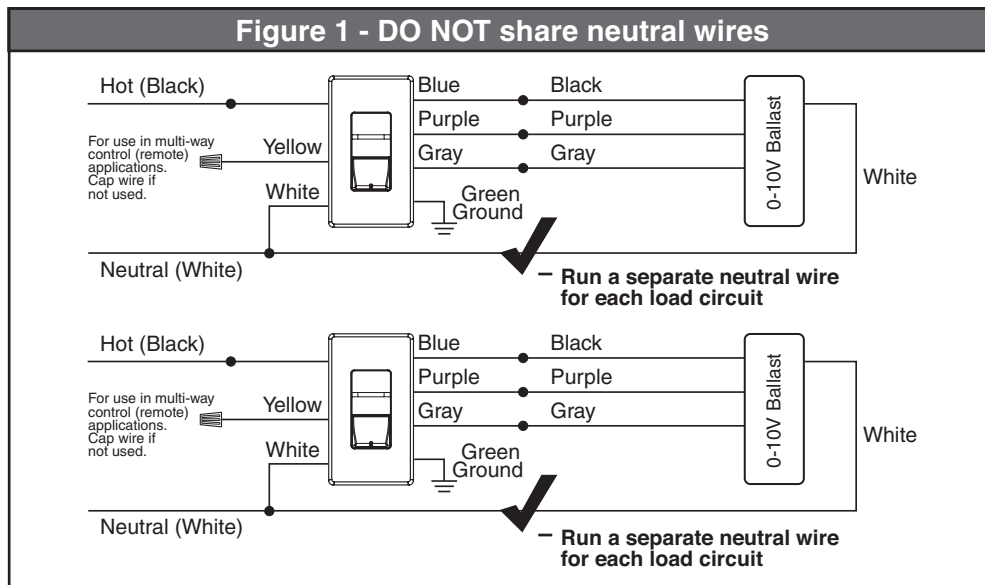 Figure 1 - DO NOT share neutral wires
Hot (Black)
Blue
Black
Purple
Purple
For use in multi-way
control (remote)
applications.
Cap wire if
not used.
Yellow
Gray
Gray
White
Green
Ground
0-10V Ballast
White
Neutral (White)
– Run a separate neutral wire
for each load circuit
Hot (Black)
Blue
Black
Purple
Purple
For use in multi-way
control (remote)
applications.
Cap wire if
not used.
Yellow
Gray
Gray
White
Green
Ground
0-10V Ballast
White
Neutral (White)
– Run a separate neutral wire
for each load circuit